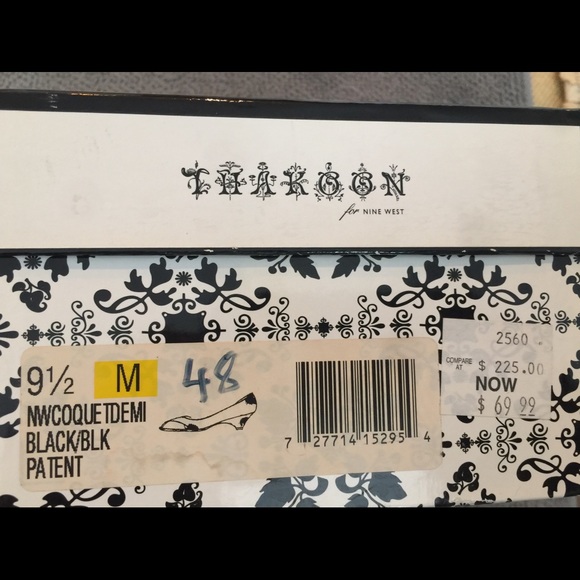 THAKOON
for NINE WEST
2560
COMPARE AT $ 225.00
NOW
$ 69.99
9½ M 48
NWCOQUETDEMI
BLACK/BLK
PATENT
7 27714 15295 4